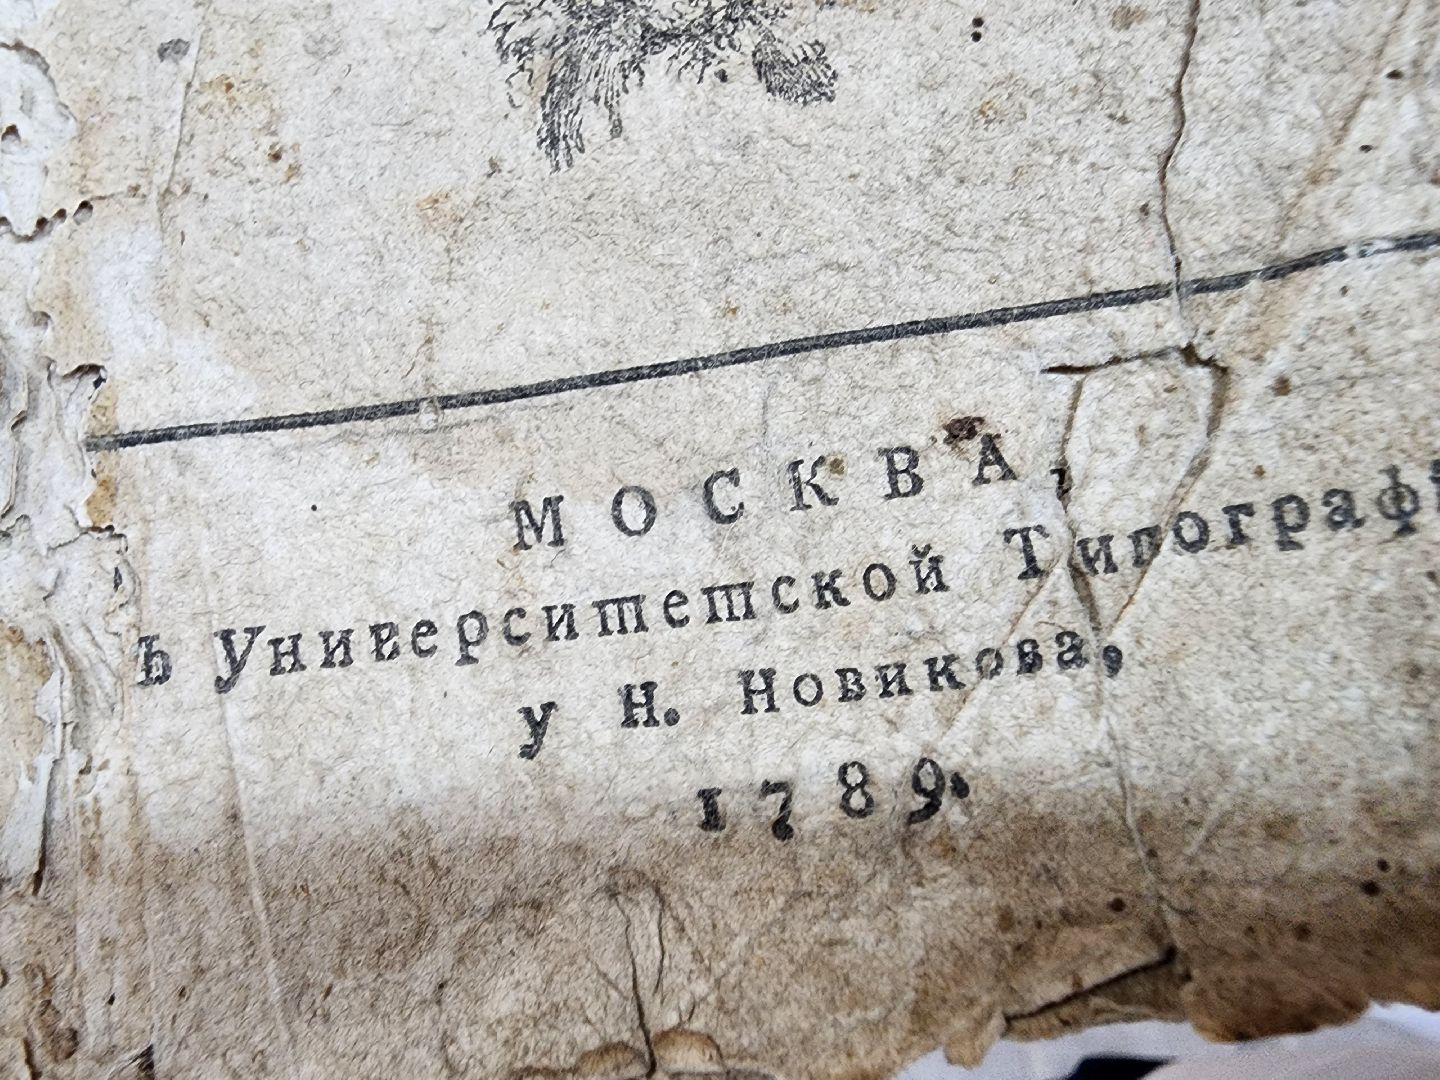 МОСКВА,
ъ Университетской Типографі
у Н. Новикова,
1789.